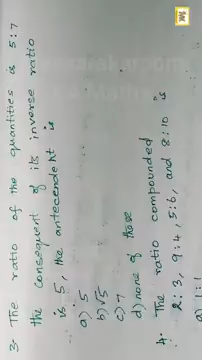 3. The ratio of the quantities is 5:7
the consequent of its inverse ratio
is 5, the antecedent is
a) 5
b) √5
c) 7
d) none of these
4. The ratio compounded
2:3, 9:4, 5:6, and 8:10 is
a) 1:1